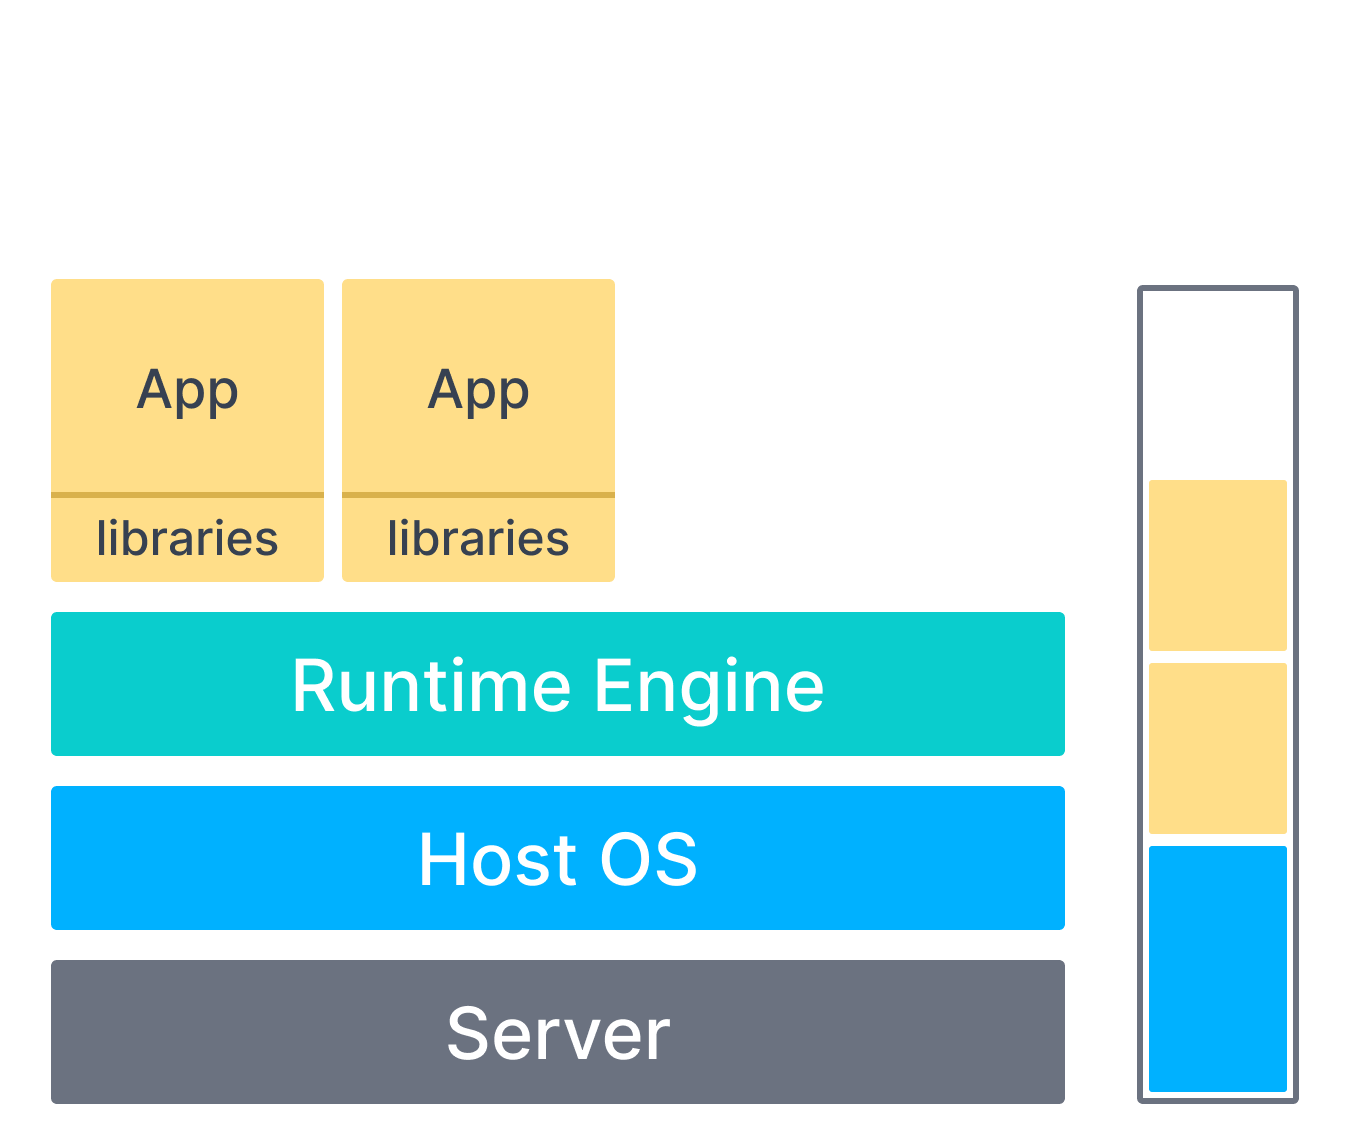 App
App
libraries
libraries
Runtime Engine
Host OS
Server